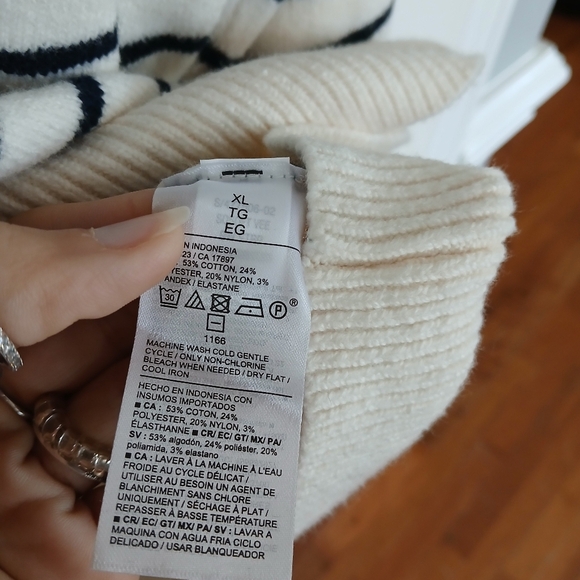 XL
TG
EG
N INDONESIA
23 / CA 17897
: 53% COTTON, 24%
YESTER, 20% NYLON, 3%
ANDEX / ELASTANE
30
P ®
1166
MACHINE WASH COLD GENTLE
CYCLE / ONLY NON-CHLORINE
BLEACH WHEN NEEDED / DRY FLAT /
COOL IRON
HECHO EN INDONESIA CON
INSUMOS IMPORTADOS
■ CA : 53% COTON, 24%
POLYESTER, 20% NYLON, 3%
ÉLASTHANNE ■ CR/ EC/ GT/ MX/ PA/
SV : 53% algodón, 24% poliéster, 20%
poliamida, 3% elastano
■ CA : LAVER À LA MACHINE À L'EAU
FROIDE AU CYCLE DÉLICAT /
UTILISER AU BESOIN UN AGENT DE
BLANCHIMENT SANS CHLORE
UNIQUEMENT / SÉCHAGE À PLAT /
REPASSER À BASSE TEMPÉRATURE
■ CR/ EC/ GT/ MX/ PA/ SV : LAVAR A
MAQUINA CON AGUA FRIA CICLO
DELICADO / USAR BLANQUEADOR